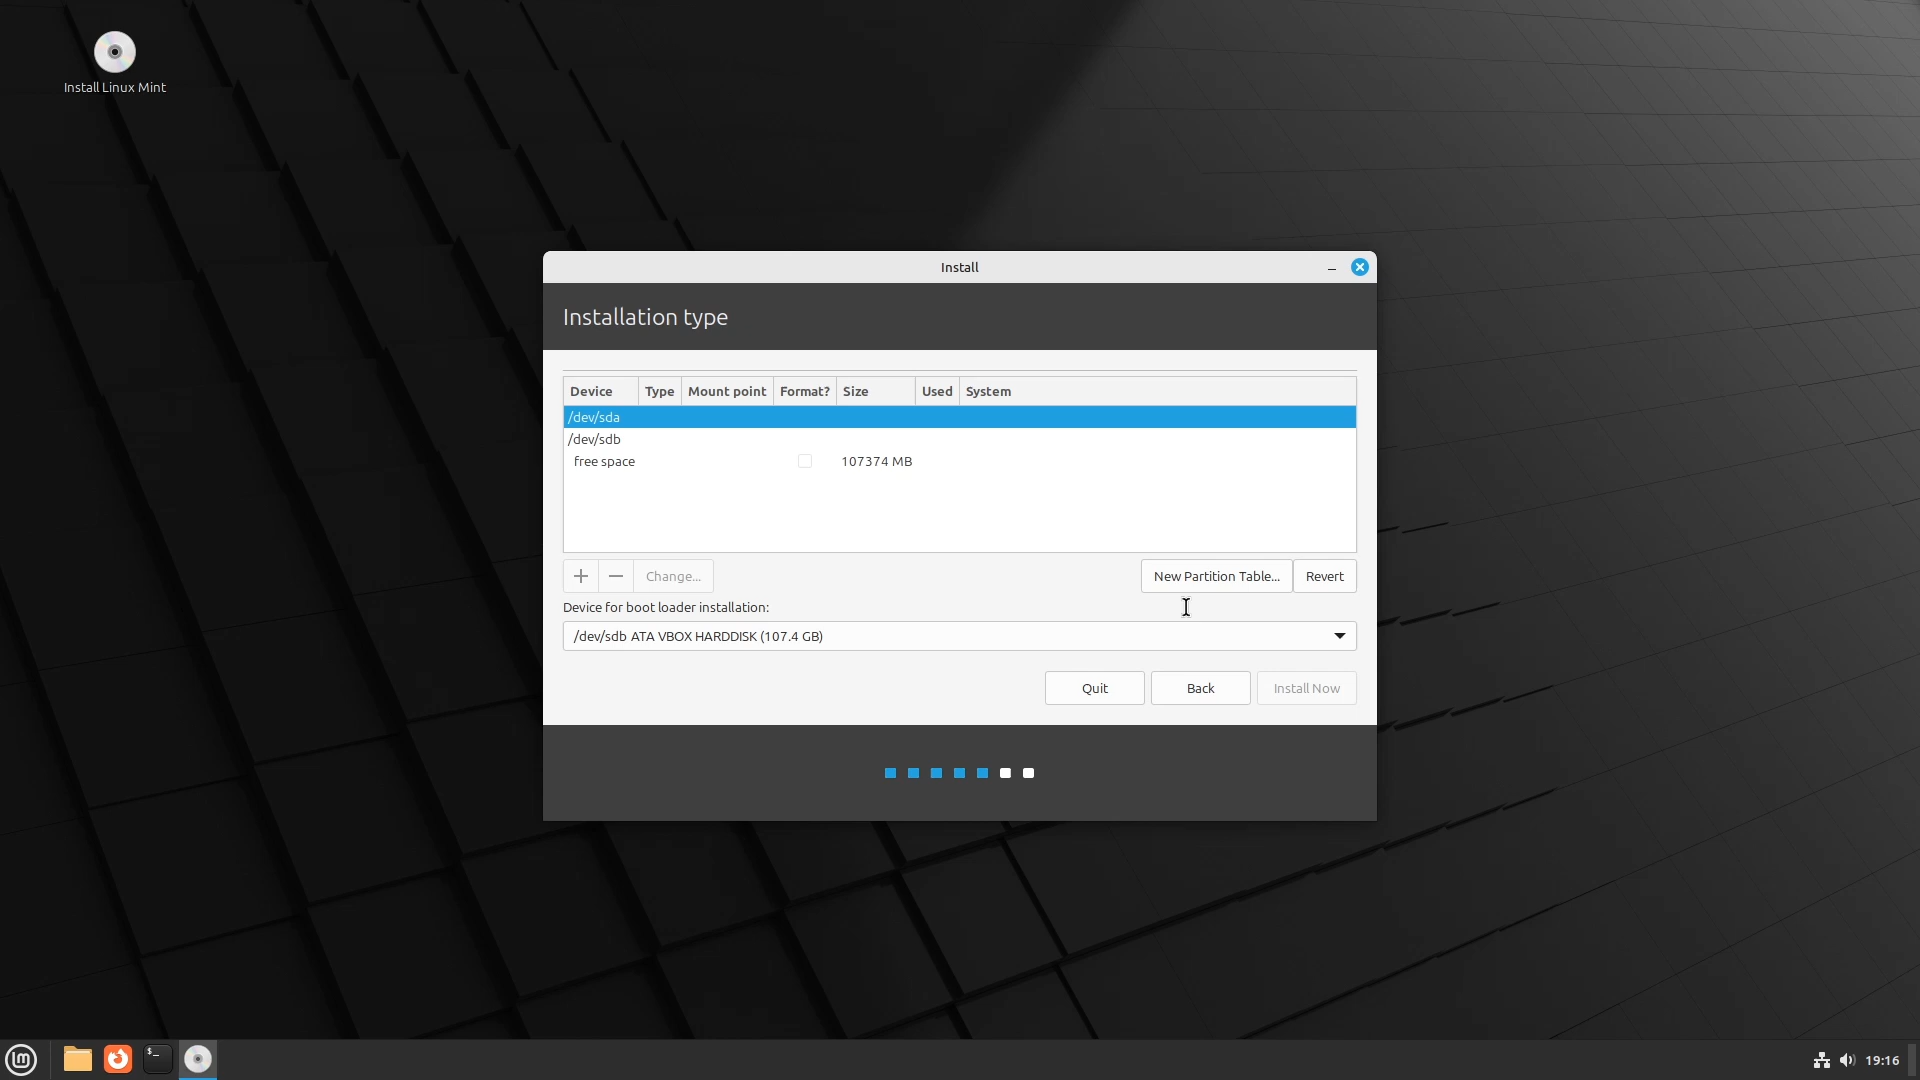 Install Linux Mint
Install
Installation type
Device Type Mount point Format? Size Used System
/dev/sda
/dev/sdb
free space 107374 MB
Change... New Partition Table... Revert
Device for boot loader installation:
/dev/sdb ATA VBOX HARDDISK (107.4 GB)
Quit Back Install Now
lm $_ 19:16